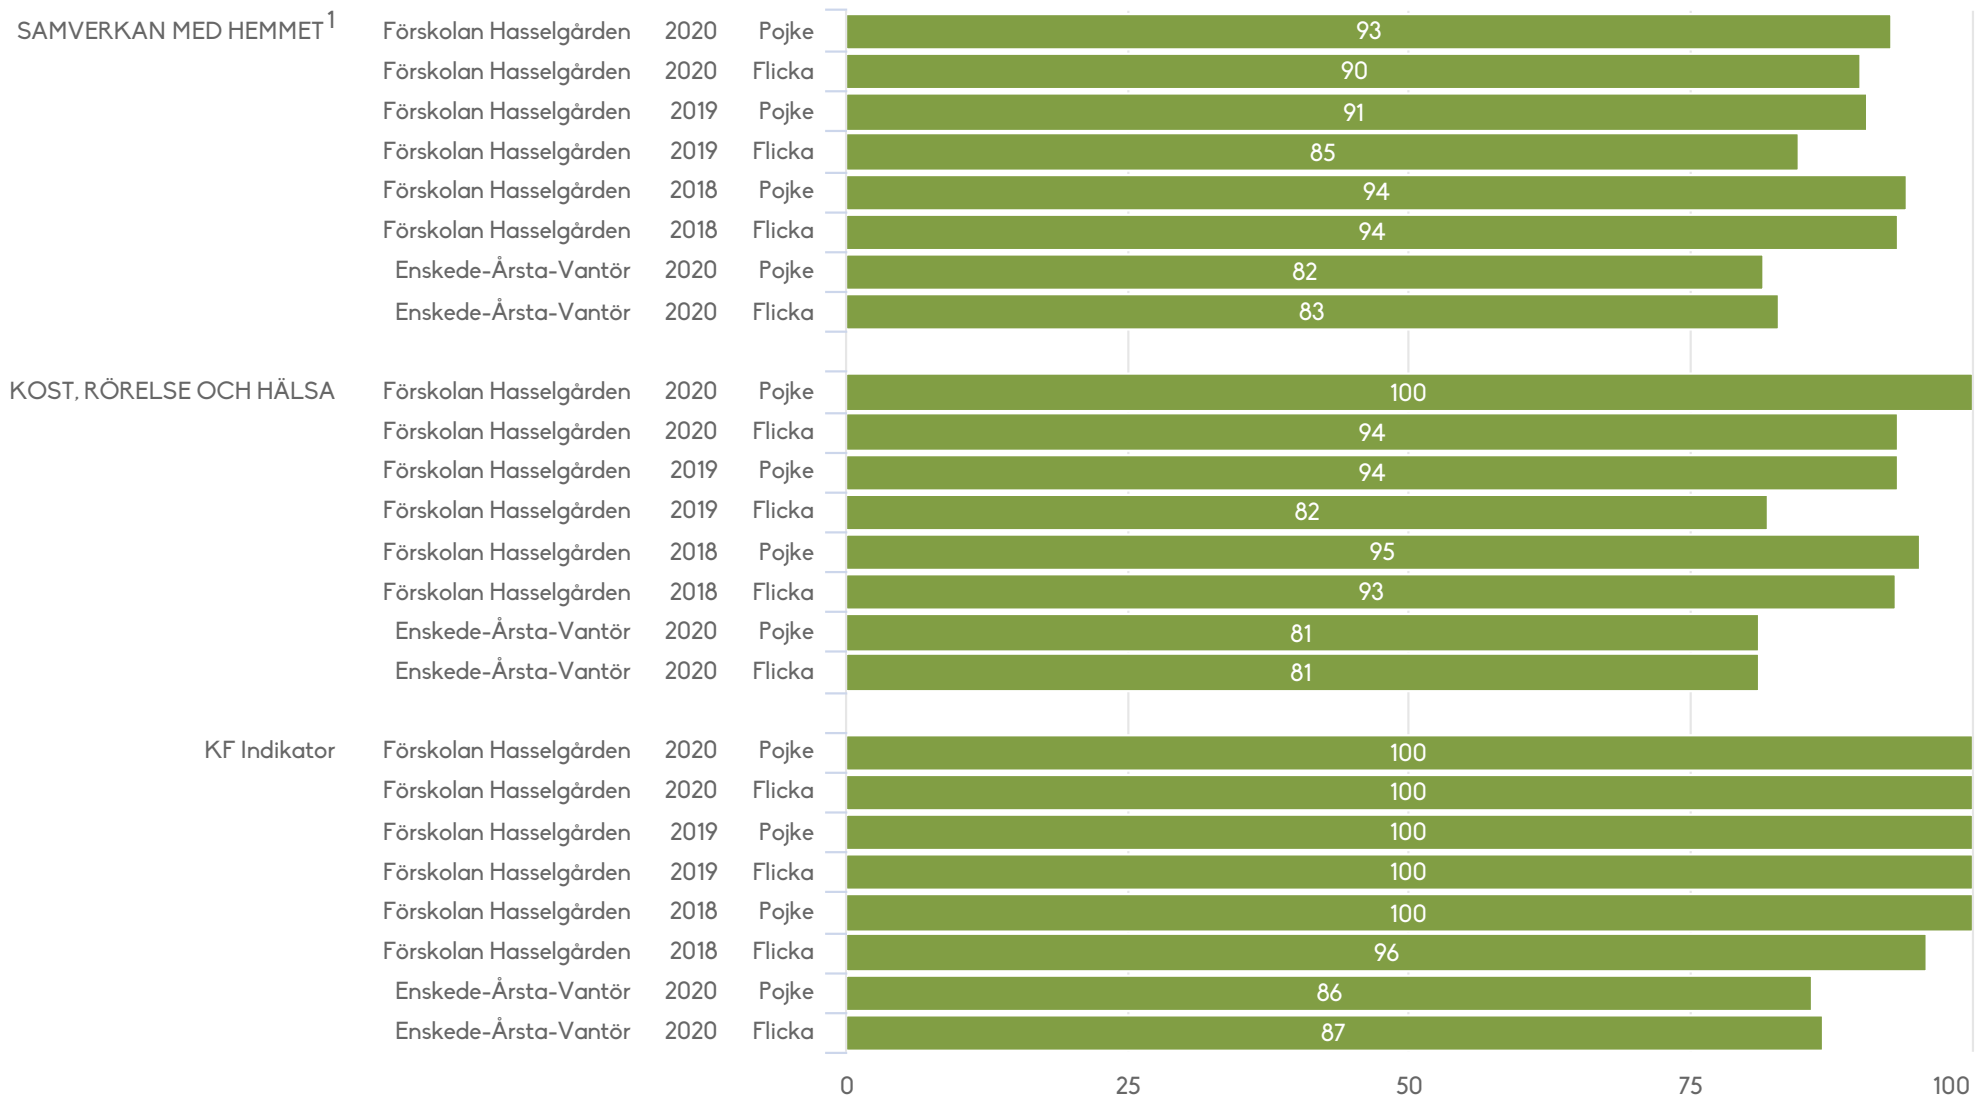 SAMVERKAN MED HEMMET¹ Förskolan Hasselgården 2020 Pojke 93
Förskolan Hasselgården 2020 Flicka 90
Förskolan Hasselgården 2019 Pojke 91
Förskolan Hasselgården 2019 Flicka 85
Förskolan Hasselgården 2018 Pojke 94
Förskolan Hasselgården 2018 Flicka 94
Enskede-Årsta-Vantör 2020 Pojke 82
Enskede-Årsta-Vantör 2020 Flicka 83
KOST, RÖRELSE OCH HÄLSA Förskolan Hasselgården 2020 Pojke 100
Förskolan Hasselgården 2020 Flicka 94
Förskolan Hasselgården 2019 Pojke 94
Förskolan Hasselgården 2019 Flicka 82
Förskolan Hasselgården 2018 Pojke 95
Förskolan Hasselgården 2018 Flicka 93
Enskede-Årsta-Vantör 2020 Pojke 81
Enskede-Årsta-Vantör 2020 Flicka 81
KF Indikator Förskolan Hasselgården 2020 Pojke 100
Förskolan Hasselgården 2020 Flicka 100
Förskolan Hasselgården 2019 Pojke 100
Förskolan Hasselgården 2019 Flicka 100
Förskolan Hasselgården 2018 Pojke 100
Förskolan Hasselgården 2018 Flicka 96
Enskede-Årsta-Vantör 2020 Pojke 86
Enskede-Årsta-Vantör 2020 Flicka 87
0 25 50 75 100